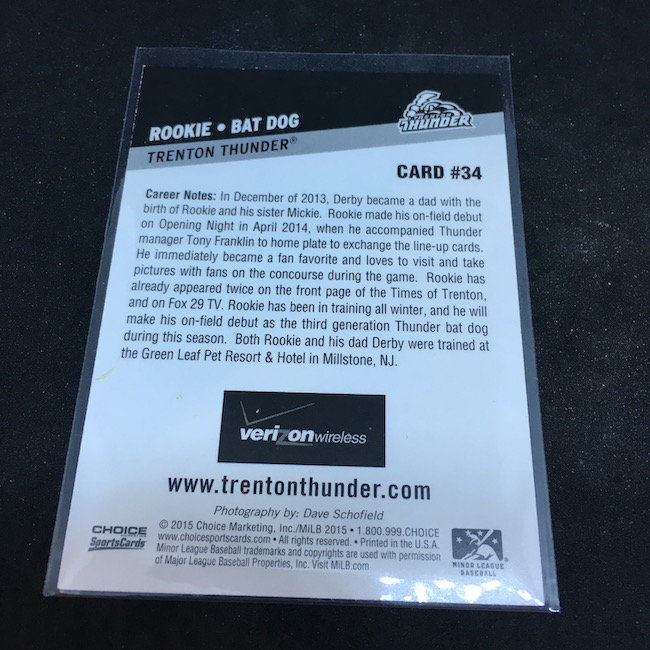 ROOKIE • BAT DOG
THUNDER
TRENTON THUNDER®
CARD #34
Career Notes: In December of 2013, Derby became a dad with the
birth of Rookie and his sister Mickie. Rookie made his on-field debut
on Opening Night in April 2014, when he accompanied Thunder
manager Tony Franklin to home plate to exchange the line-up cards.
He immediately became a fan favorite and loves to visit and take
pictures with fans on the concourse during the game. Rookie has
already appeared twice on the front page of the Times of Trenton,
and on Fox 29 TV. Rookie has been in training all winter, and he will
make his on-field debut as the third generation Thunder bat dog
during this season. Both Rookie and his dad Derby were trained at
the Green Leaf Pet Resort & Hotel in Millstone, NJ.
verizon wireless
www.trentonthunder.com
Photography by: Dave Schofield
CHOICE
SportsCards
© 2015 Choice Marketing, Inc./MiLB 2015 • 1.800.999.CHOICE
www.choicesportscards.com • All rights reserved. • Printed in the U.S.A.
Minor League Baseball trademarks and copyrights are used with permission
of Major League Baseball Properties, Inc. Visit MiLB.com
MINOR LEAGUE
BASEBALL